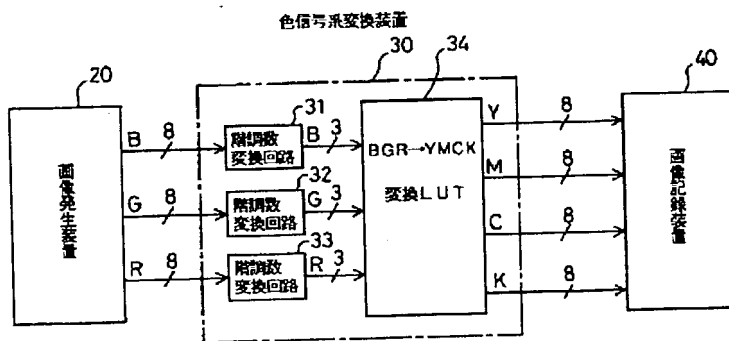 色信号系変換装置
30
34
40
20
31
B 8
階調数
変換回路
B 3
32
G 8
階調数
変換回路
G 3
33
R 8
階調数
変換回路
R 3
画像発生装置
BGR→YMCK
変換LUT
Y 8
M 8
C 8
K 8
画像記録装置